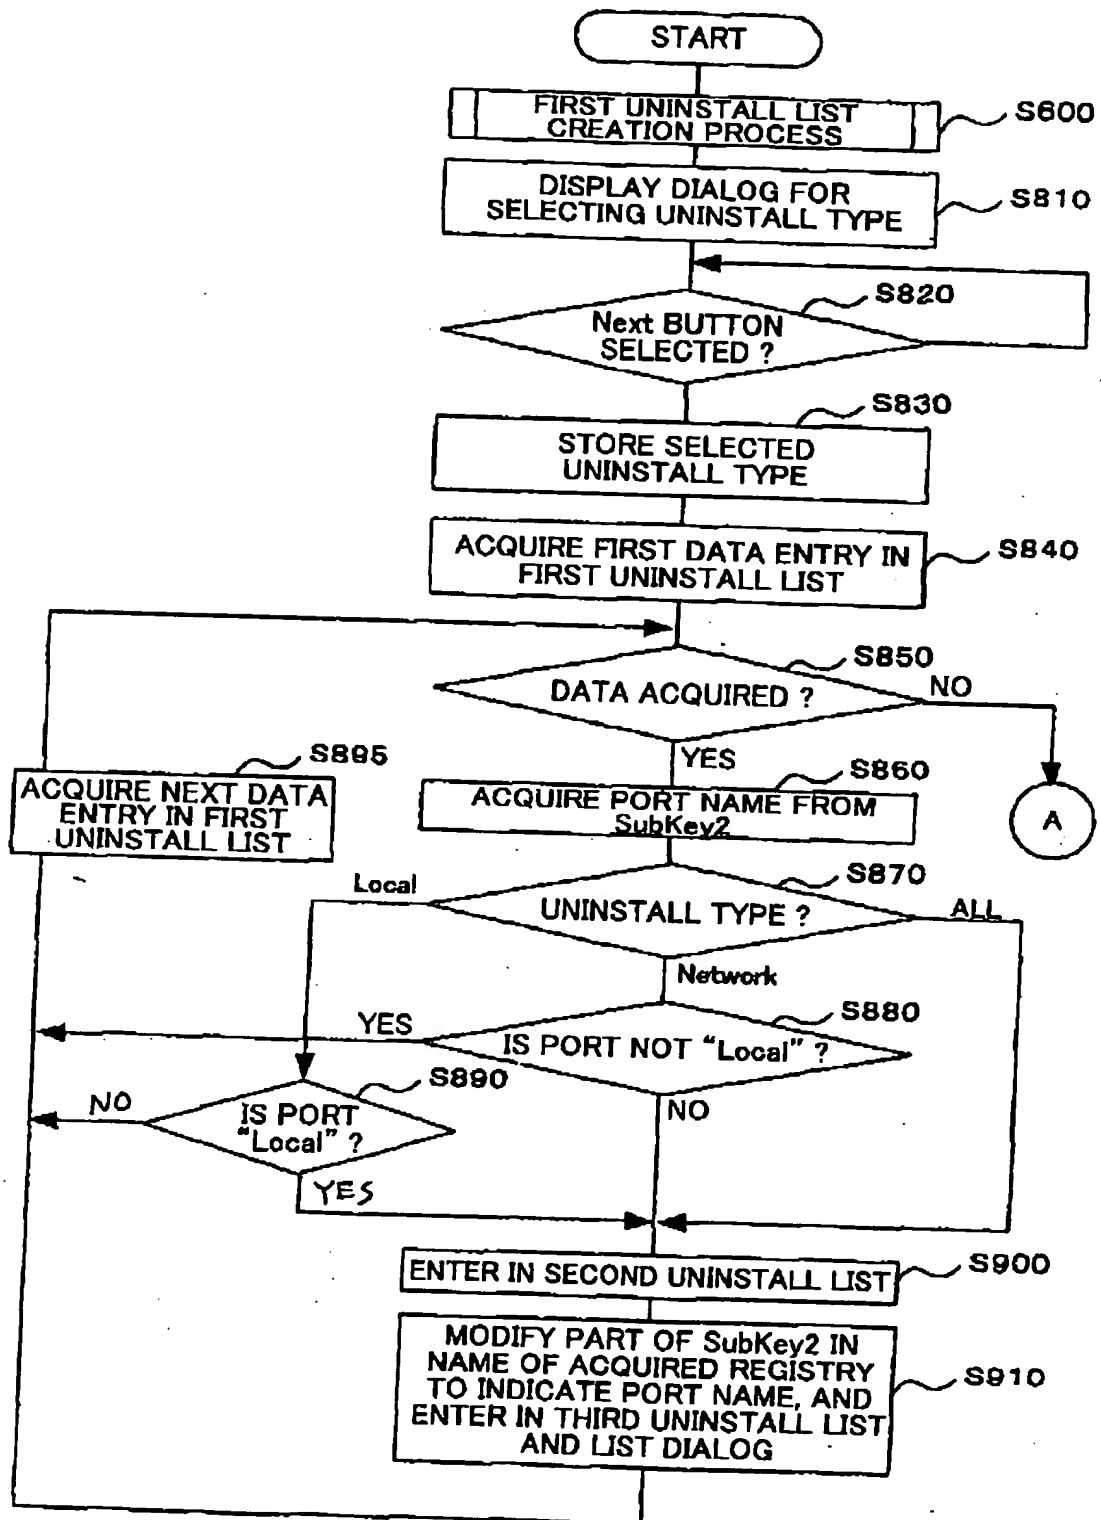 START
FIRST UNINSTALL LIST
CREATION PROCESS
S600
DISPLAY DIALOG FOR
SELECTING UNINSTALL TYPE
S810
S820
Next BUTTON
SELECTED ?
S830
STORE SELECTED
UNINSTALL TYPE
ACQUIRE FIRST DATA ENTRY IN
FIRST UNINSTALL LIST
S840
S850
DATA ACQUIRED ?
NO
YES
A
S895
ACQUIRE NEXT DATA
ENTRY IN FIRST
UNINSTALL LIST
S860
ACQUIRE PORT NAME FROM
SubKey2
S870
Local
UNINSTALL TYPE ?
ALL
Network
S880
YES
IS PORT NOT "Local" ?
NO
S890
NO
IS PORT
"Local" ?
YES
ENTER IN SECOND UNINSTALL LIST
S900
MODIFY PART OF SubKey2 IN
NAME OF ACQUIRED REGISTRY
TO INDICATE PORT NAME, AND
ENTER IN THIRD UNINSTALL LIST
AND LIST DIALOG
S910